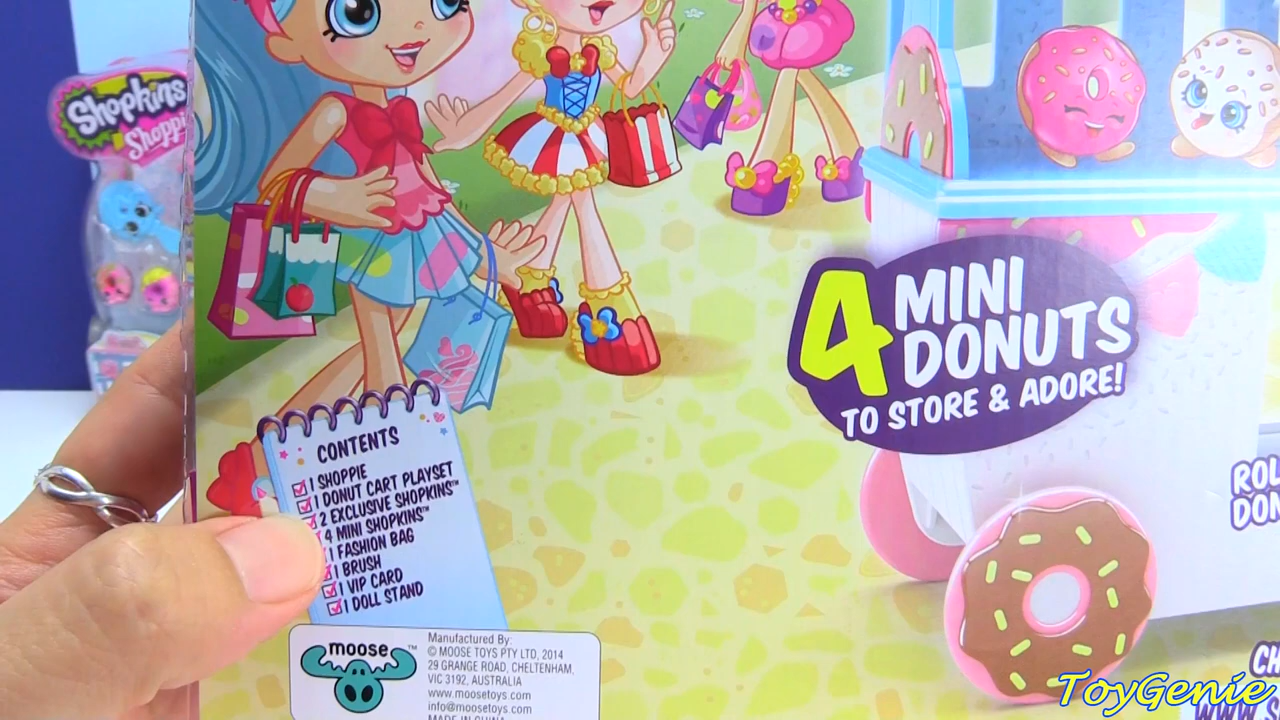 Shopkins
Shoppi
4 MINI
DONUTS
TO STORE & ADORE!
CONTENTS
1 SHOPPIE
1 DONUT CART PLAYSET
2 EXCLUSIVE SHOPKINS™
4 MINI SHOPKINS™
1 FASHION BAG
1 BRUSH
1 VIP CARD
1 DOLL STAND
moose™
Manufactured By:
© MOOSE TOYS PTY LTD, 2014
29 GRANGE ROAD, CHELTENHAM,
VIC 3192, AUSTRALIA
www.moosetoys.com
info@moosetoys.com
MADE IN CHINA
ROL
DON
CH
WWW.S
ToyGenie